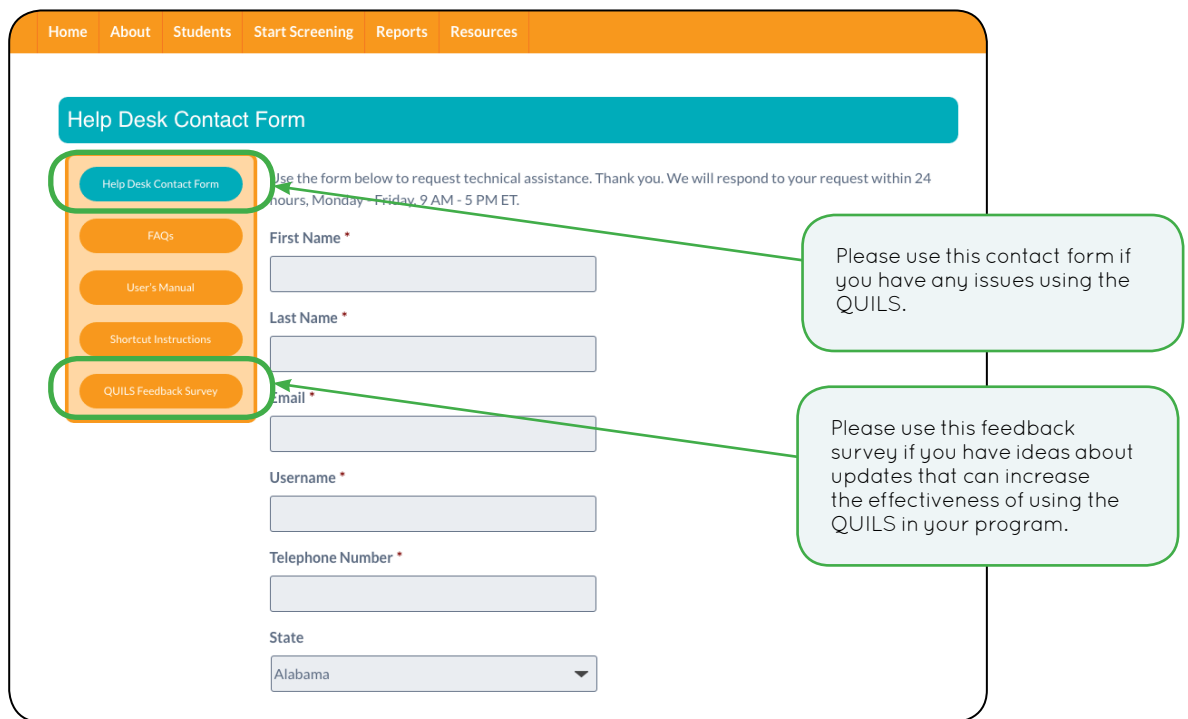 Home About Students Start Screening Reports Resources
Help Desk Contact Form
Help Desk Contact Form
FAQs
User's Manual
Shortcut Instructions
QUILS Feedback Survey
Use the form below to request technical assistance. Thank you. We will respond to your request within 24
hours, Monday - Friday, 9 AM - 5 PM ET.
First Name *
Last Name *
Email *
Username *
Telephone Number *
State
Alabama
Please use this contact form if
you have any issues using the
QUILS.
Please use this feedback
survey if you have ideas about
updates that can increase
the effectiveness of using the
QUILS in your program.